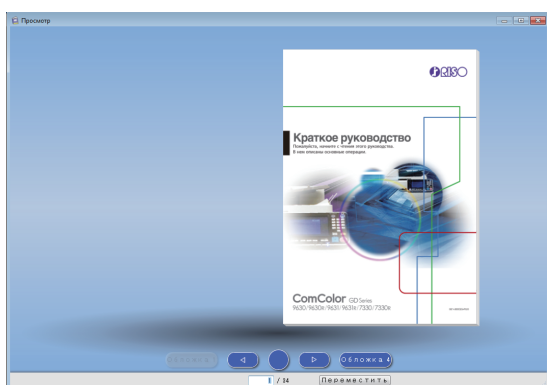 Просмотр
RISO
Краткое руководство
Пожалуйста, начните с чтения этого руководства.
В нем описаны основные операции.
ComColor GD Series
9630/9630R/9631/9631R/7330/7330R
Обложка 4
1 / 14 Переместить